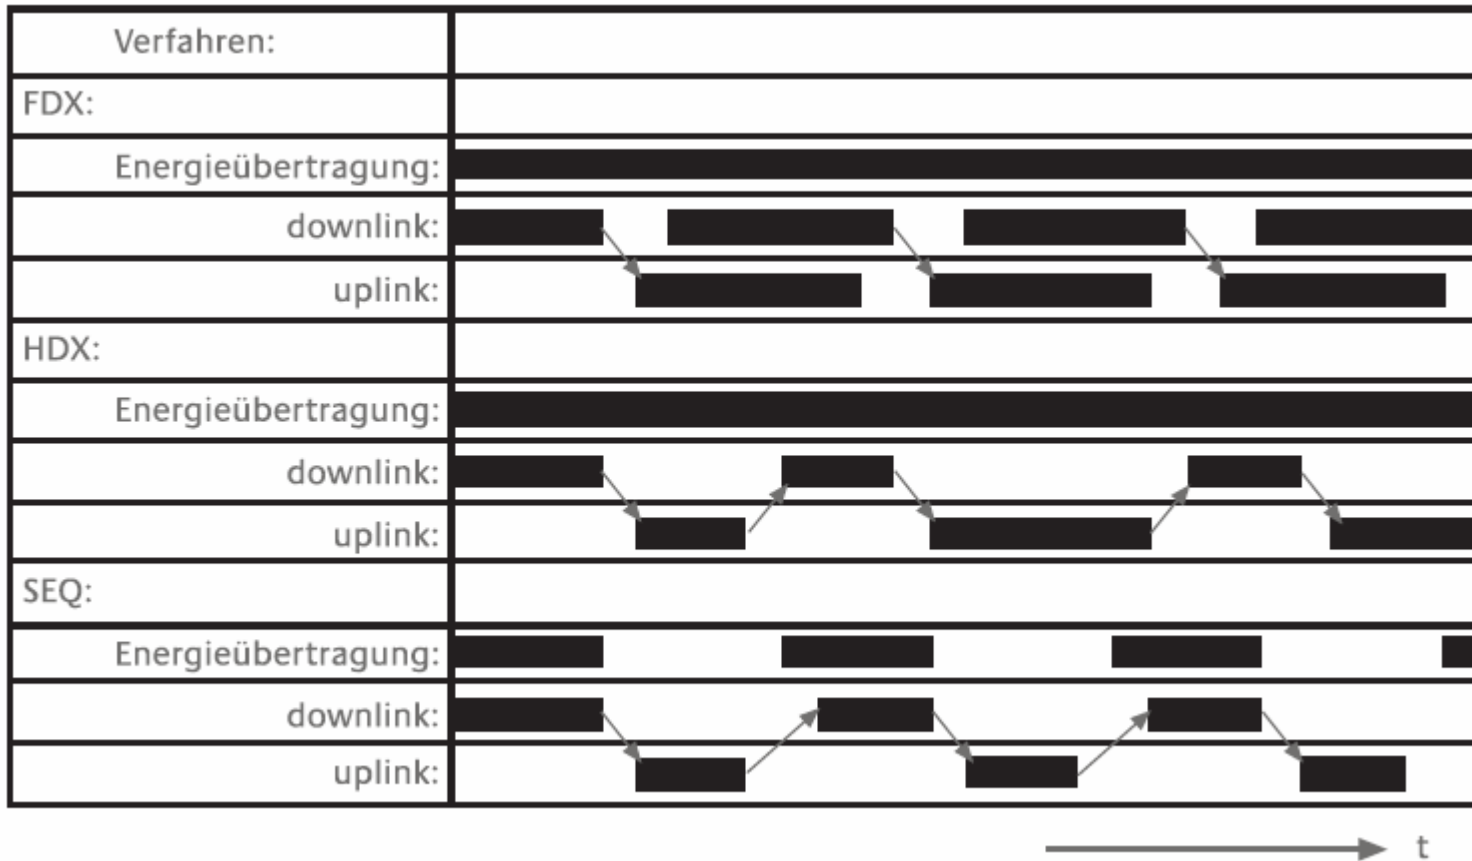 Verfahren:
FDX:
Energieübertragung:
downlink:
uplink:
HDX:
Energieübertragung:
downlink:
uplink:
SEQ:
Energieübertragung:
downlink:
uplink:
t